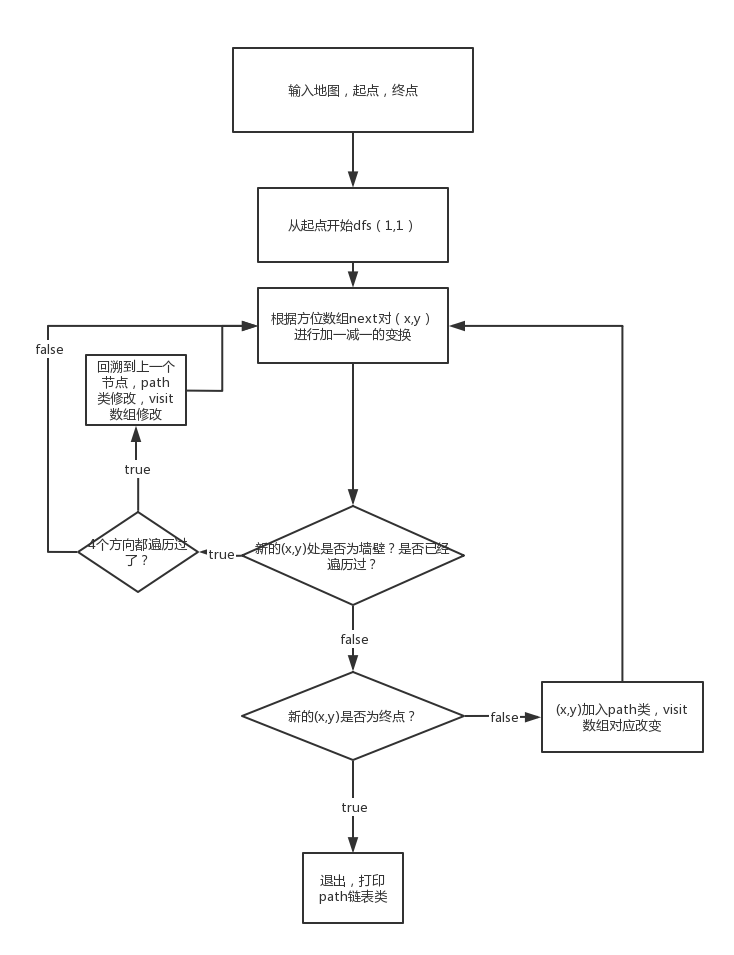 输入地图，起点，终点
从起点开始dfs（1,1）
根据方位数组next对（x,y）
进行加一减一的变换
false
回溯到上一个
节点，path
类修改，visit
数组修改
true
4个方向都遍历过
了？
true
新的(x,y)处是否为墙壁？是否已经
遍历过？
false
新的(x,y)是否为终点？
false
(x,y)加入path类，visit
数组对应改变
true
退出，打印
path链表类